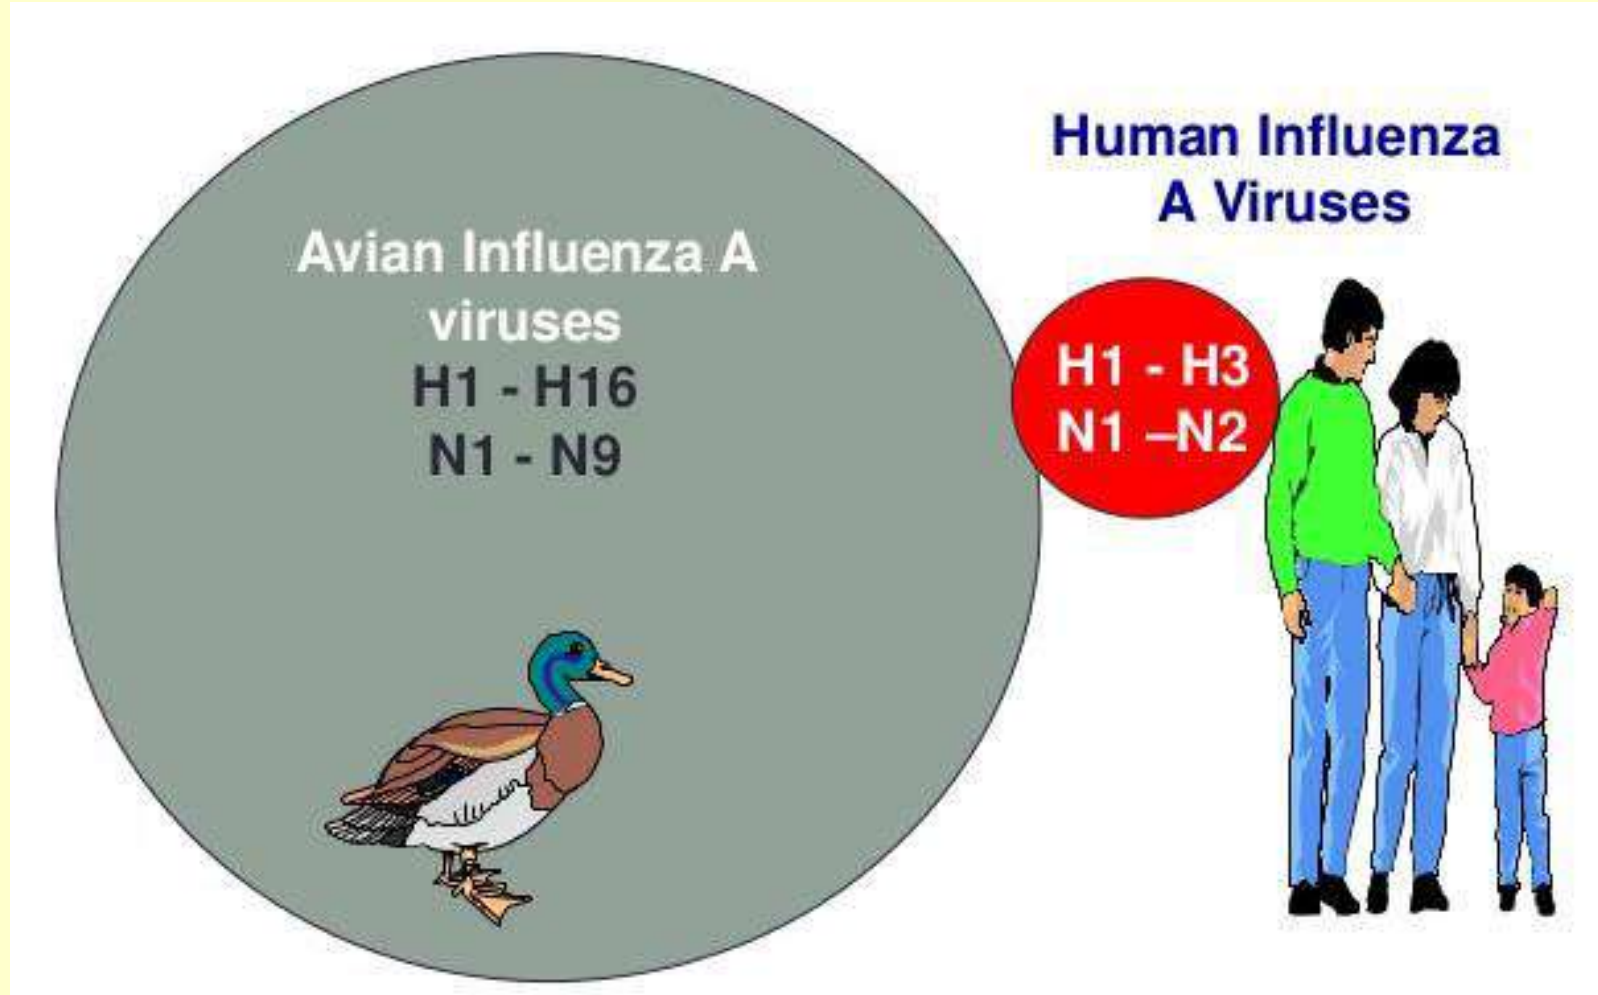 Avian Influenza A
viruses
H1 - H16
N1 - N9
Human Influenza
A Viruses
H1 - H3
N1 –N2